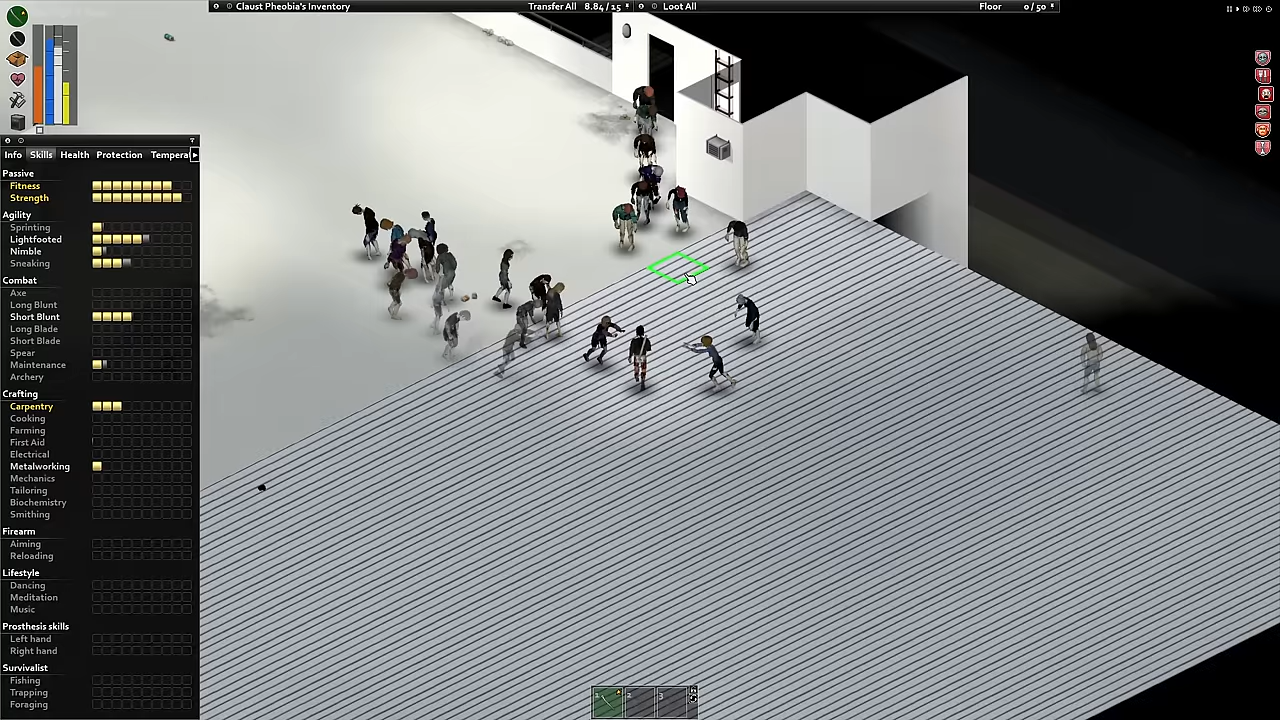 Claust Pheobia's Inventory Transfer All 8.84 / 15 Loot All Floor 0 / 50
Info Skills Health Protection Tempera
Passive
Fitness
Strength
Agility
Sprinting
Lightfooted
Nimble
Sneaking
Combat
Axe
Long Blunt
Short Blunt
Long Blade
Short Blade
Spear
Maintenance
Archery
Crafting
Carpentry
Cooking
Farming
First Aid
Electrical
Metalworking
Mechanics
Tailoring
Biochemistry
Smithing
Firearm
Aiming
Reloading
Lifestyle
Dancing
Meditation
Music
Prosthesis skills
Left hand
Right hand
Survivalist
Fishing
Trapping
Foraging
2 3